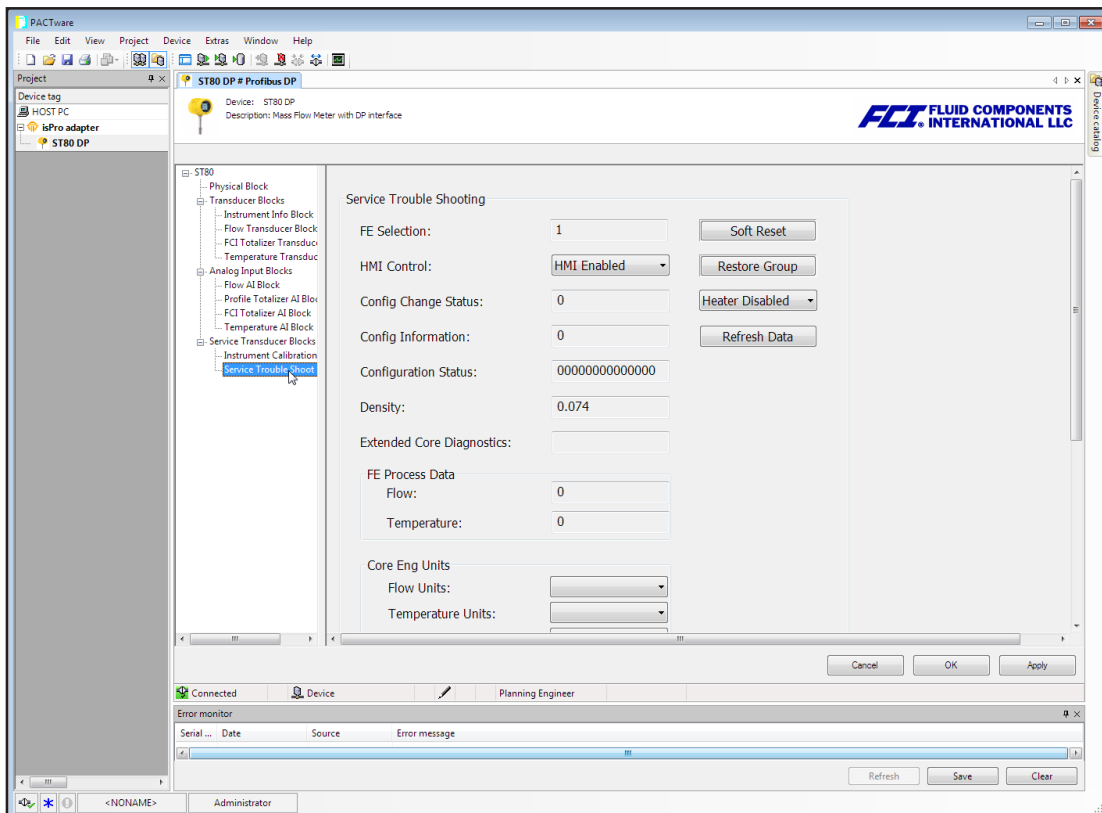 PACTware
File Edit View Project Device Extras Window Help
Project
Device tag
HOST PC
isPro adapter
ST80 DP
ST80 DP # Profibus DP
Device: ST80 DP
Description: Mass Flow Meter with DP interface
FCI. FLUID COMPONENTS
INTERNATIONAL LLC
Device catalog
ST80
Physical Block
Transducer Blocks
Instrument Info Block
Flow Transducer Block
FCI Totalizer Transduce
Temperature Transduc
Analog Input Blocks
Flow AI Block
Profile Totalizer AI Bloc
FCI Totalizer AI Block
Temperature AI Block
Service Transducer Blocks
Instrument Calibration
Service Trouble Shoot
Service Trouble Shooting
FE Selection: 1 Soft Reset
HMI Control: HMI Enabled Restore Group
Config Change Status: 0 Heater Disabled
Config Information: 0 Refresh Data
Configuration Status: 00000000000000
Density: 0.074
Extended Core Diagnostics:
FE Process Data
Flow: 0
Temperature: 0
Core Eng Units
Flow Units:
Temperature Units:
Cancel OK Apply
Connected Device Planning Engineer
Error monitor
Serial ... Date Source Error message
Refresh Save Clear
<NONAME> Administrator